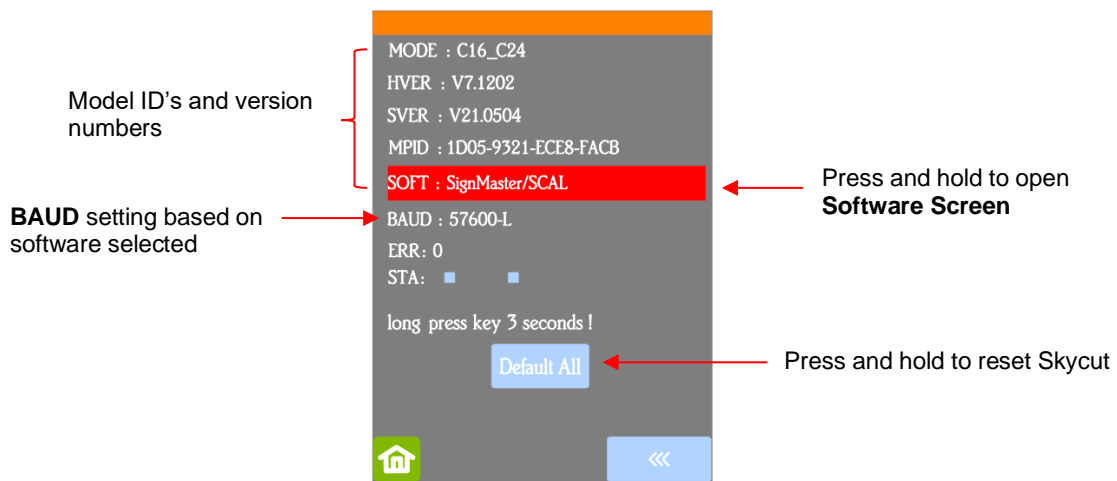 MODE : C16_C24
HVER : V7.1202
SVER : V21.0504
MPID : 1D05-9321-ECE8-FACB
SOFT : SignMaster/SCAL
BAUD : 57600-L
ERR: 0
STA:
long press key 3 seconds !
Default All
Model ID’s and version
numbers
BAUD setting based on
software selected
Press and hold to open
Software Screen
Press and hold to reset Skycut